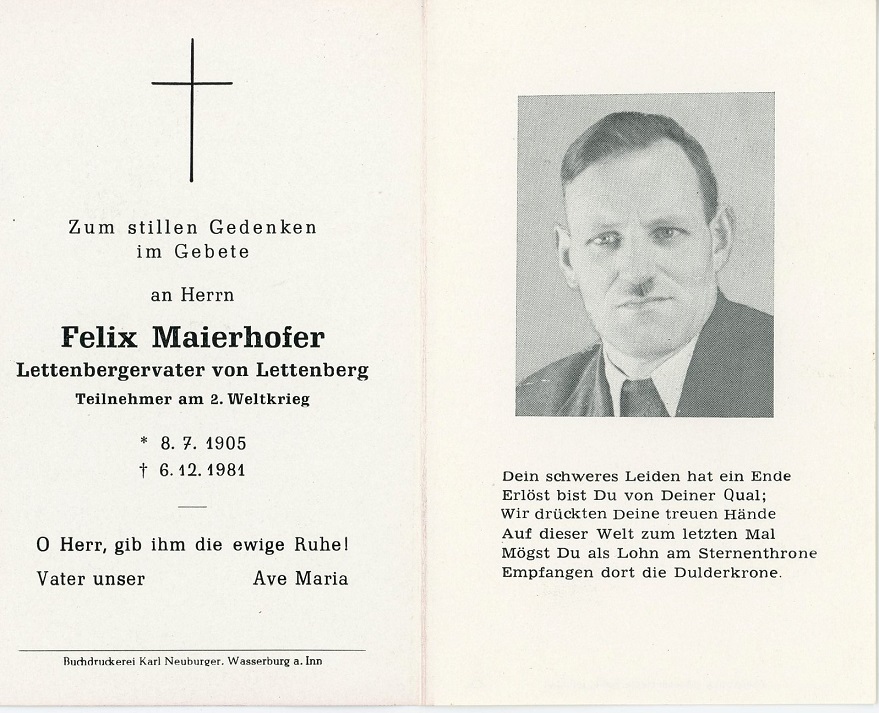 Zum stillen Gedenken
im Gebete
an Herrn
Felix Maierhofer
Lettenbergervater von Lettenberg
Teilnehmer am 2. Weltkrieg
* 8. 7. 1905
† 6. 12. 1981
O Herr, gib ihm die ewige Ruhe!
Vater unser Ave Maria
Buchdruckerei Karl Neuburger, Wasserburg a. Inn
Dein schweres Leiden hat ein Ende
Erlöst bist Du von Deiner Qual;
Wir drückten Deine treuen Hände
Auf dieser Welt zum letzten Mal
Mögst Du als Lohn am Sternenthrone
Empfangen dort die Dulderkrone.